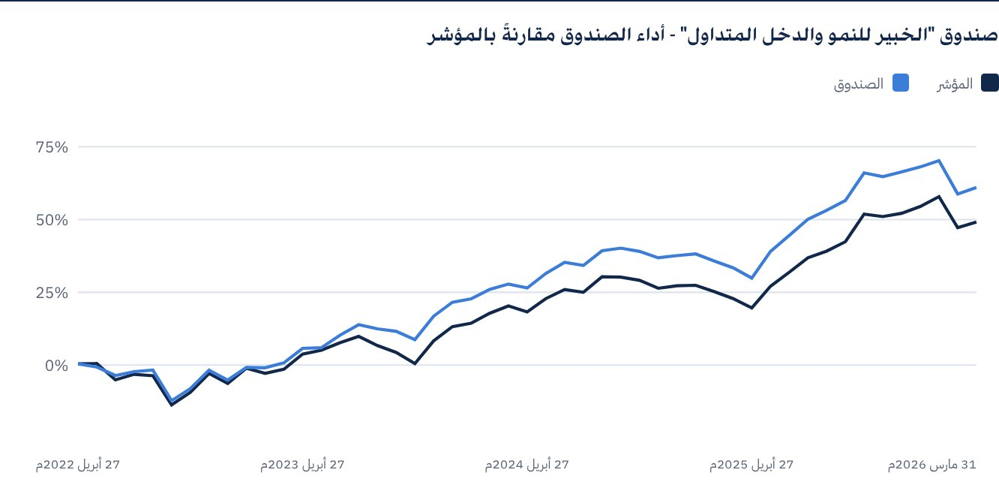 صندوق "الخبير للنمو والدخل المتداول" - أداء الصندوق مقارنةً بالمؤشر
المؤشر الصندوق
75%
50%
25%
0%
27 أبريل 2022م 27 أبريل 2023م 27 أبريل 2024م 27 أبريل 2025م 31 مارس 2026م